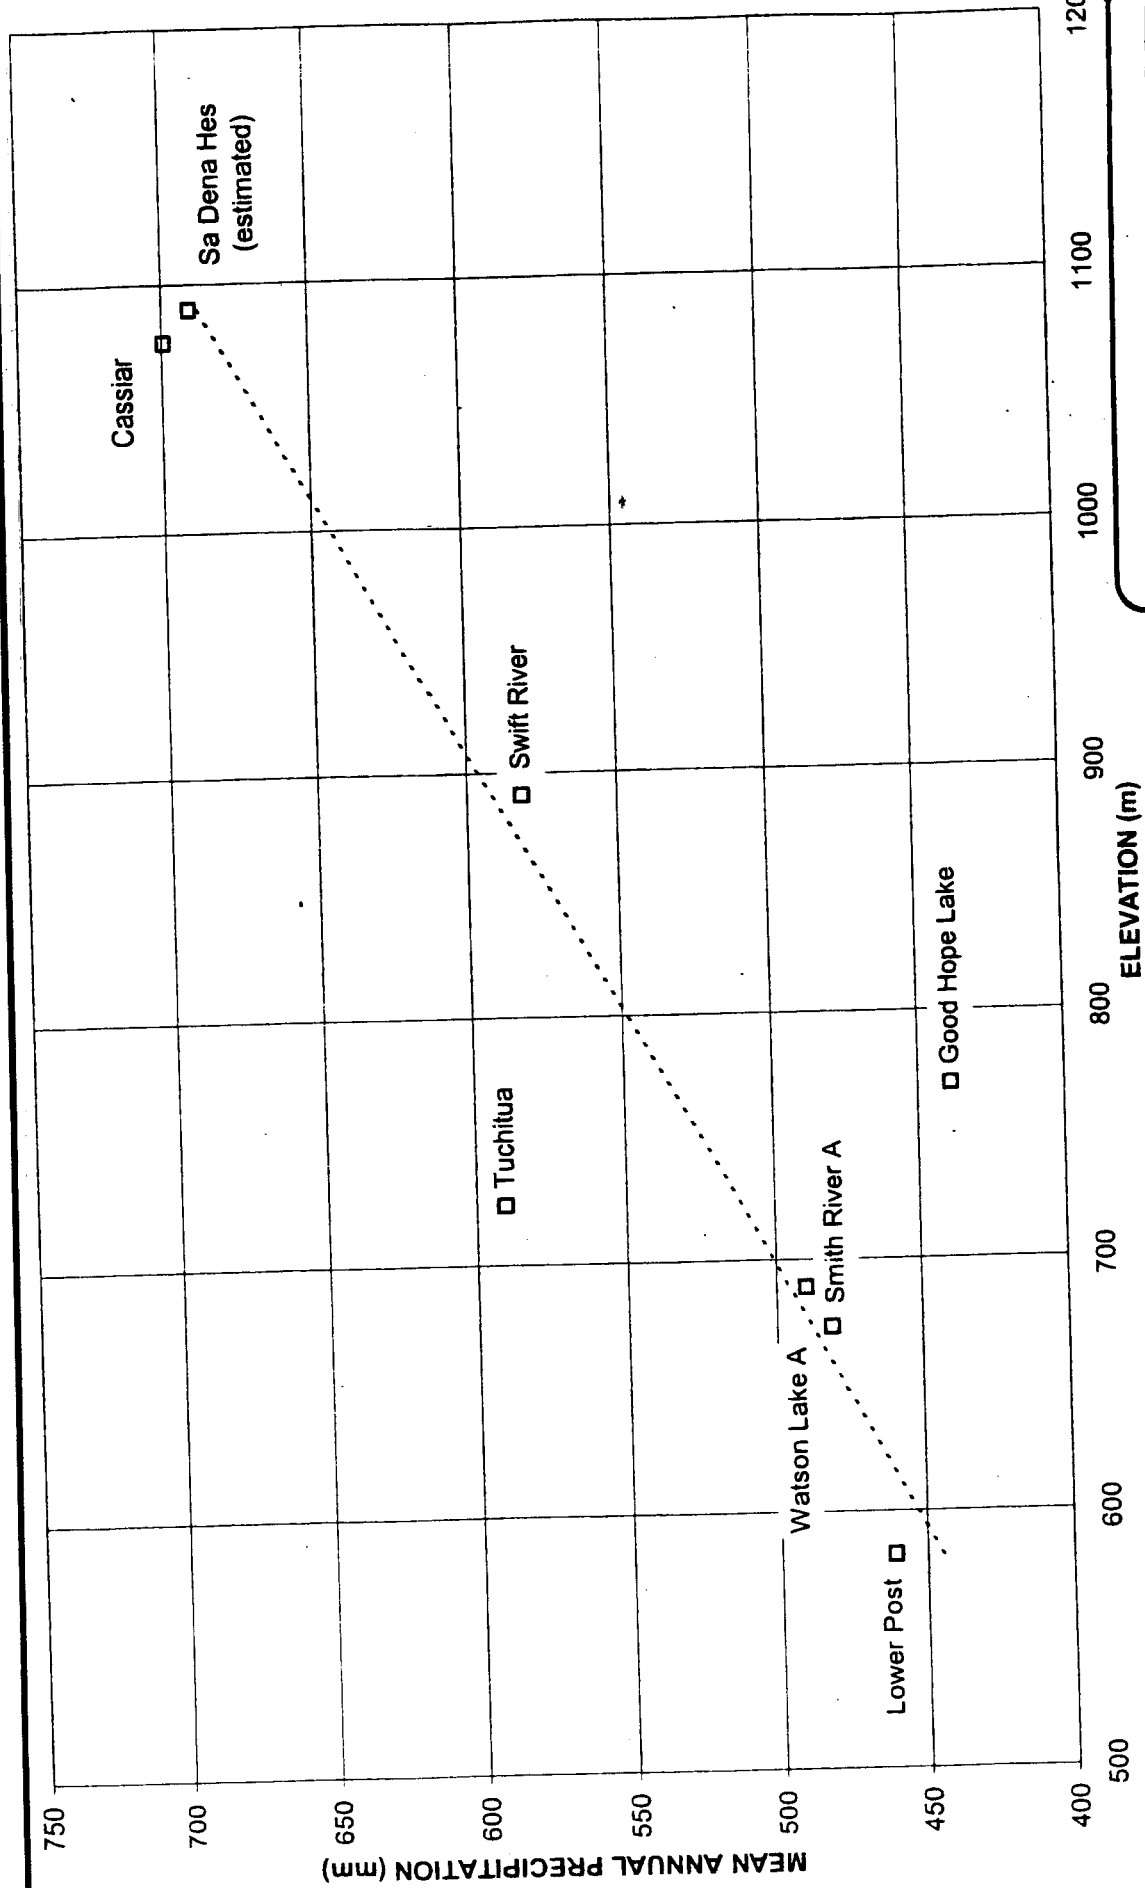 MEAN ANNUAL PRECIPITATION (mm)
750
700
650
600
550
500
450
400
Cassiar
Sa Dena Hes
(estimated)
Swift River
Tuchitua
Good Hope Lake
Smith River A
Watson Lake A
Lower Post
500
600
700
800
900
1000
1100
ELEVATION (m)